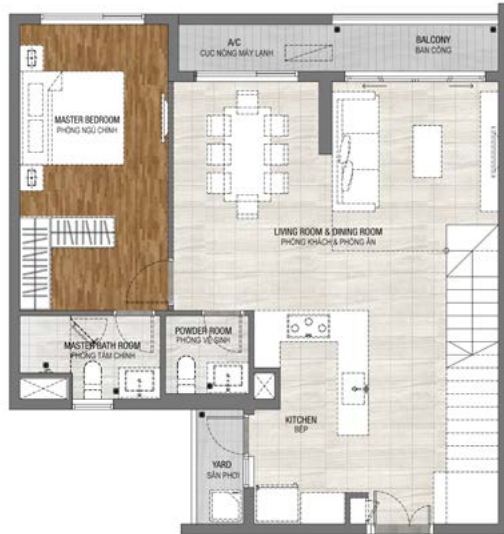 A/C
CỤC NÓNG MÁY LẠNH
BALCONY
BAN CÔNG
MASTER BEDROOM
PHÒNG NGỦ CHÍNH
LIVING ROOM & DINING ROOM
PHÒNG KHÁCH & PHÒNG ĂN
MASTER BATH ROOM
PHÒNG TẮM CHÍNH
POWDER ROOM
PHÒNG VỆ SINH
KITCHEN
BẾP
YARD
SÂN PHƠI